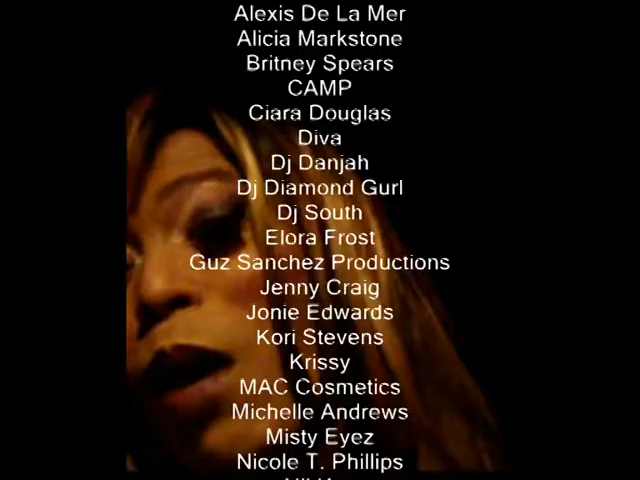 Alexis De La Mer
Alicia Markstone
Britney Spears
CAMP
Ciara Douglas
Diva
Dj Danjah
Dj Diamond Gurl
Dj South
Elora Frost
Guz Sanchez Productions
Jenny Craig
Jonie Edwards
Kori Stevens
Krissy
MAC Cosmetics
Michelle Andrews
Misty Eyez
Nicole T. Phillips